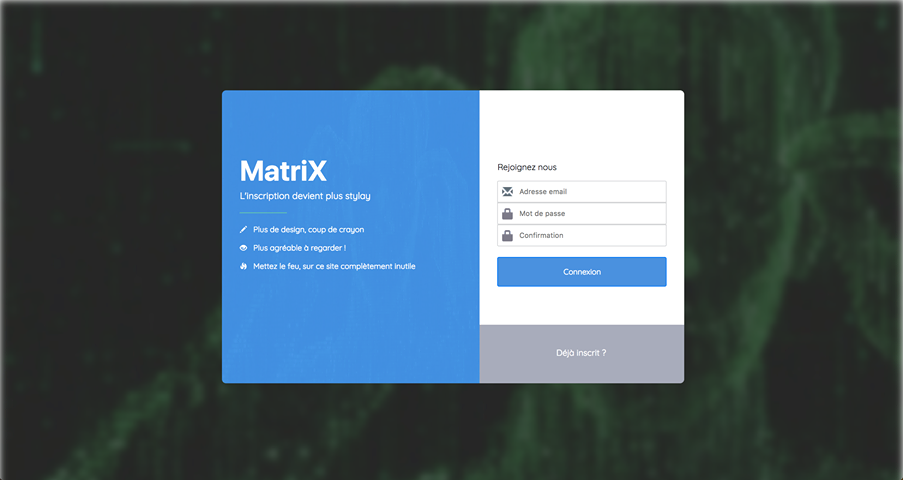 MatriX
L'inscription devient plus stylay
Plus de design, coup de crayon
Plus agréable à regarder !
Mettez le feu, sur ce site complètement inutile
Rejoignez nous
Adresse email
Mot de passe
Confirmation
Connexion
Déjà inscrit ?